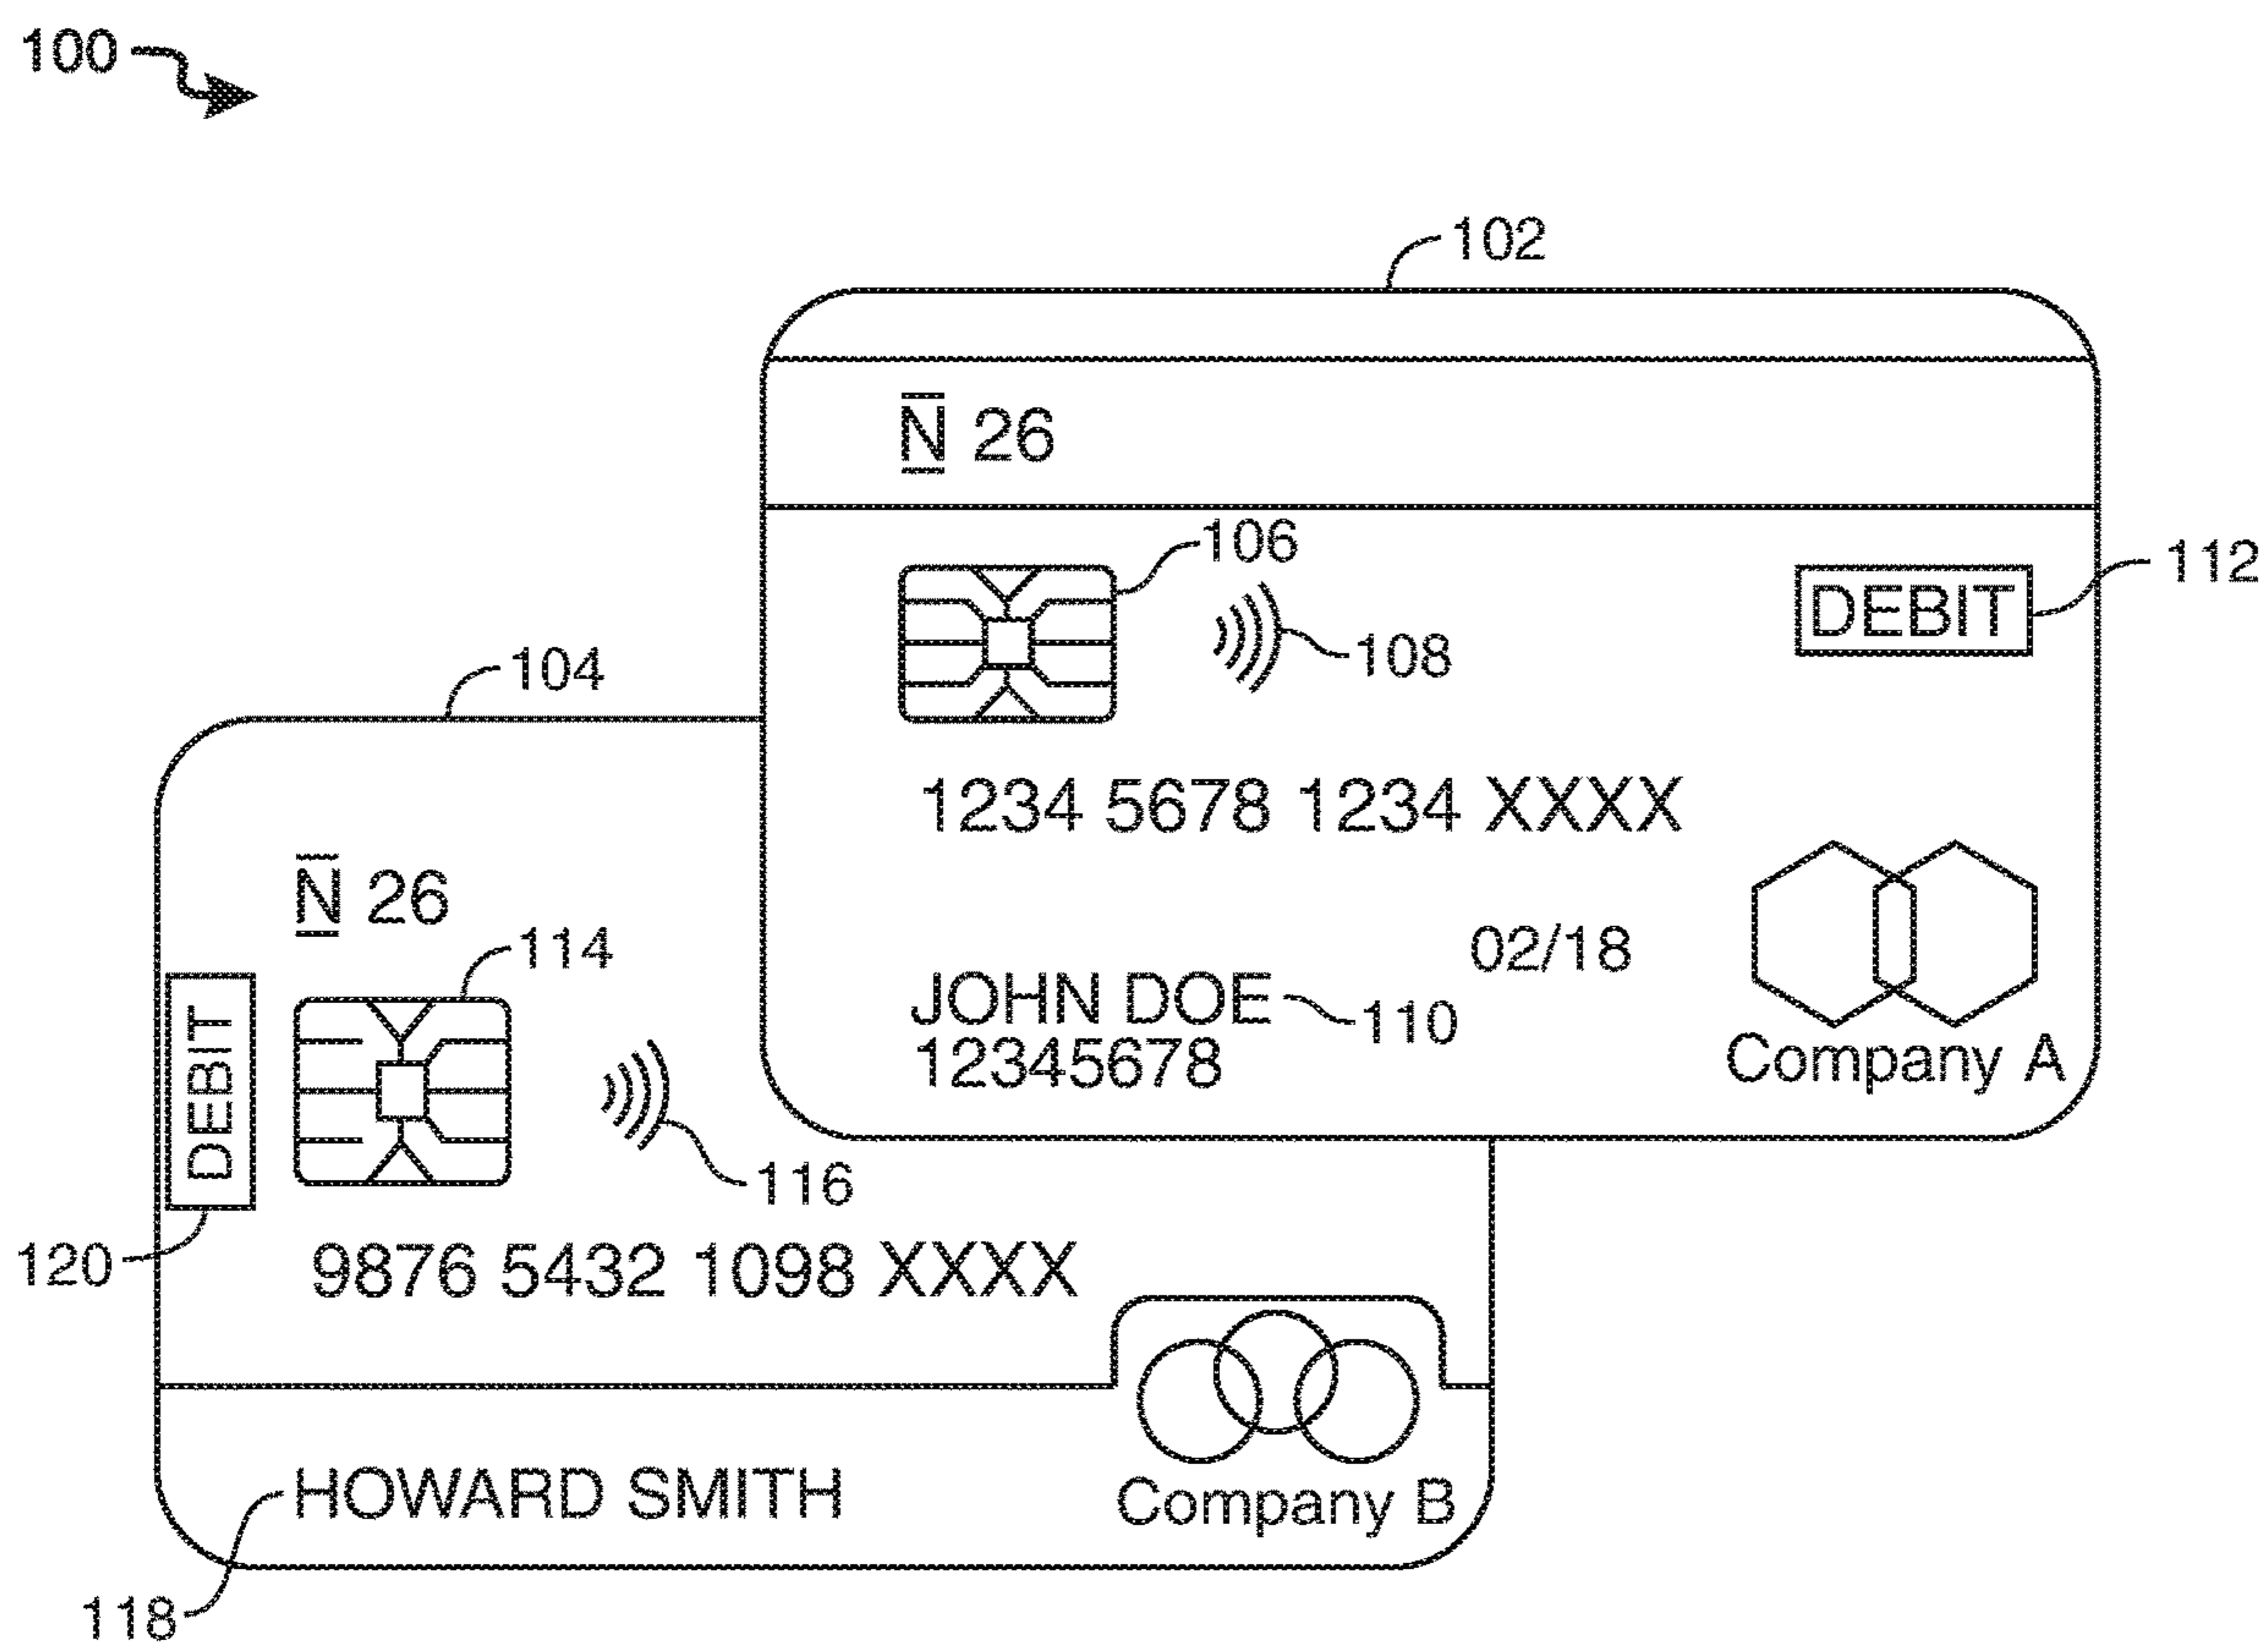 100
102
N 26
106
112
DEBIT
108
104
1234 5678 1234 XXXX
N 26
114
02/18
JOHN DOE
110
12345678
Company A
DEBIT
116
120
9876 5432 1098 XXXX
HOWARD SMITH
Company B
118